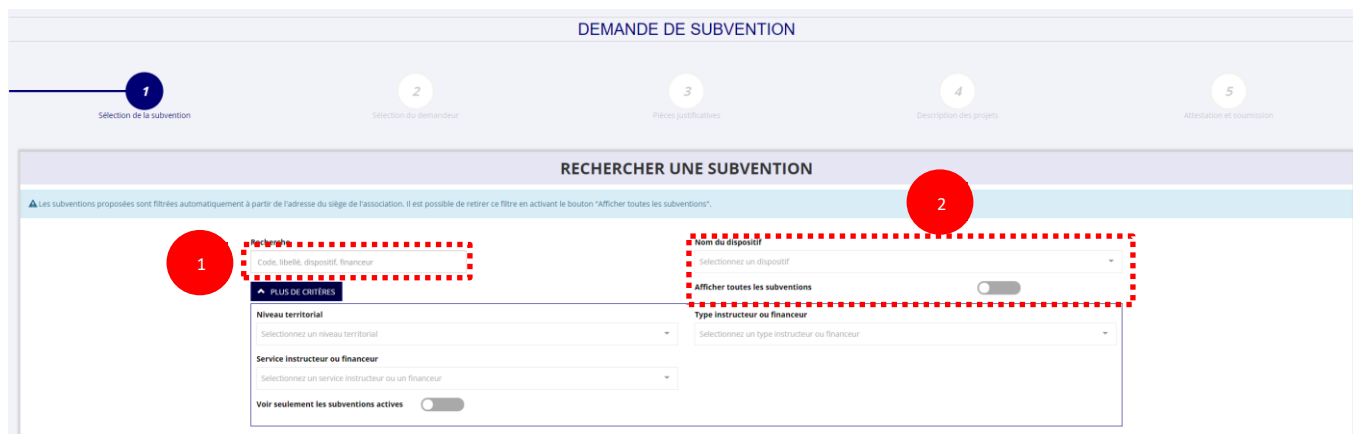 DEMANDE DE SUBVENTION
1
2
3
4
5
Sélection de la subvention
Sélection du demandeur
Pièces justificatives
Description des projets
Attestation et soumission
RECHERCHER UNE SUBVENTION
Les subventions proposées sont filtrées automatiquement à partir de l'adresse du siège de l'association. Il est possible de retirer ce filtre en activant le bouton "Afficher toutes les subventions".
1
2
Recherche
Code, libellé, dispositif, financeur
Nom du dispositif
Selectionnez un dispositif
PLUS DE CRITÈRES
Afficher toutes les subventions
Niveau territorial
Selectionnez un niveau territorial
Type instructeur ou financeur
Selectionnez un type instructeur ou financeur
Service instructeur ou financeur
Selectionnez un service instructeur ou un financeur
Voir seulement les subventions actives